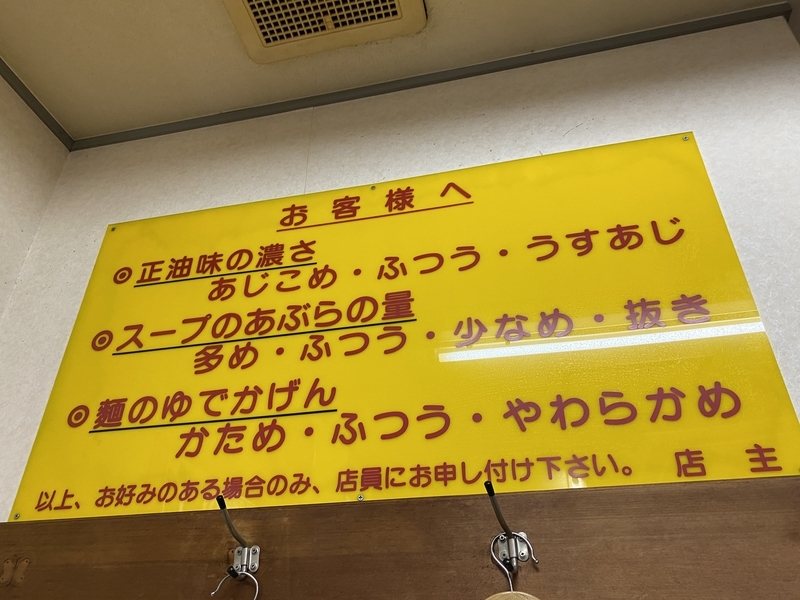 お客様へ
◎正油味の濃さ
あじこめ・ふつう・うすあじ
◎スープのあぶらの量
多め・ふつう・少なめ・抜き
◎麺のゆでかげん
かため・ふつう・やわらかめ
以上、お好みのある場合のみ、店員にお申し付け下さい。 店 主